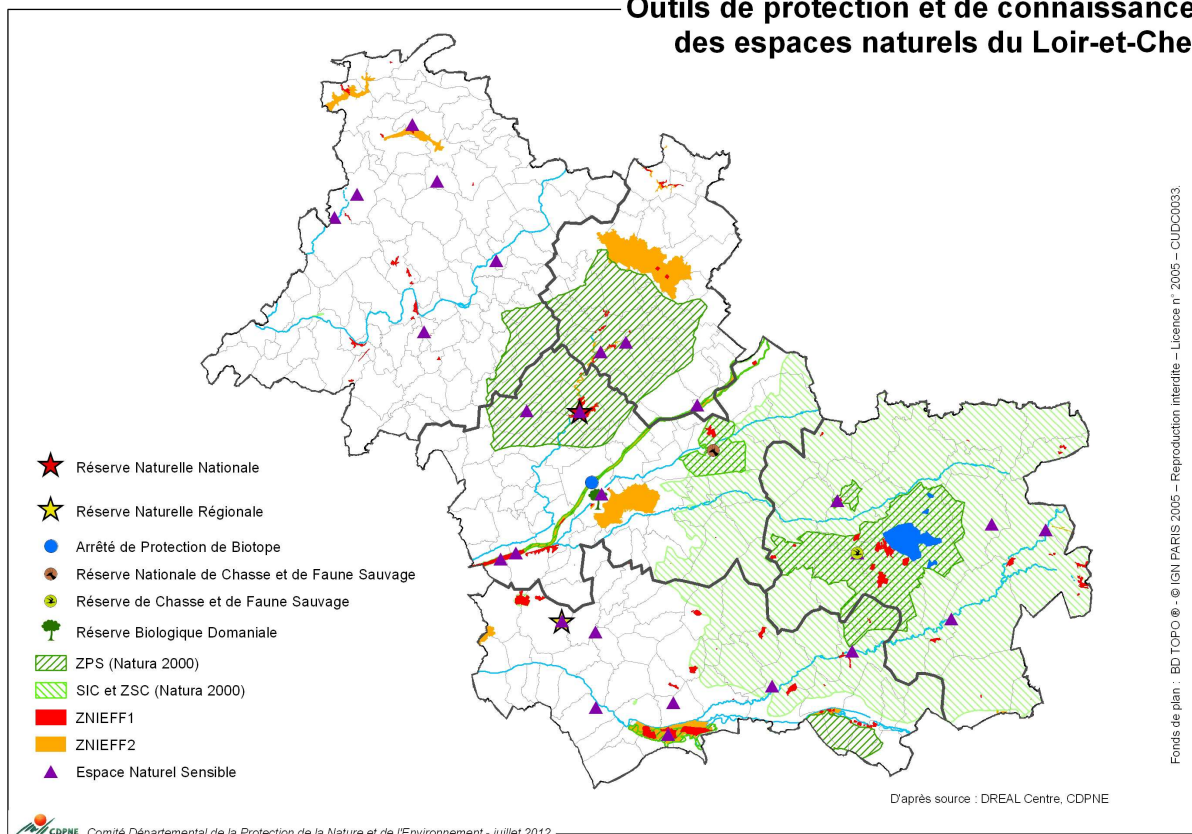 Outils de protection et de connaissance
des espaces naturels du Loir-et-Che
Réserve Naturelle Nationale
Réserve Naturelle Régionale
Arrêté de Protection de Biotope
Réserve Nationale de Chasse et de Faune Sauvage
Réserve de Chasse et de Faune Sauvage
Réserve Biologique Domaniale
ZPS (Natura 2000)
SIC et ZSC (Natura 2000)
ZNIEFF1
ZNIEFF2
Espace Naturel Sensible
Fonds de plan : BD TOPO ® - © IGN PARIS 2005 – Reproduction interdite – Licence n° 2005 – CUDC0033.
D'après source : DREAL Centre, CDPNE
CDPNE Comité Départemental de la Protection de la Nature et de l'Environnement - juillet 2012